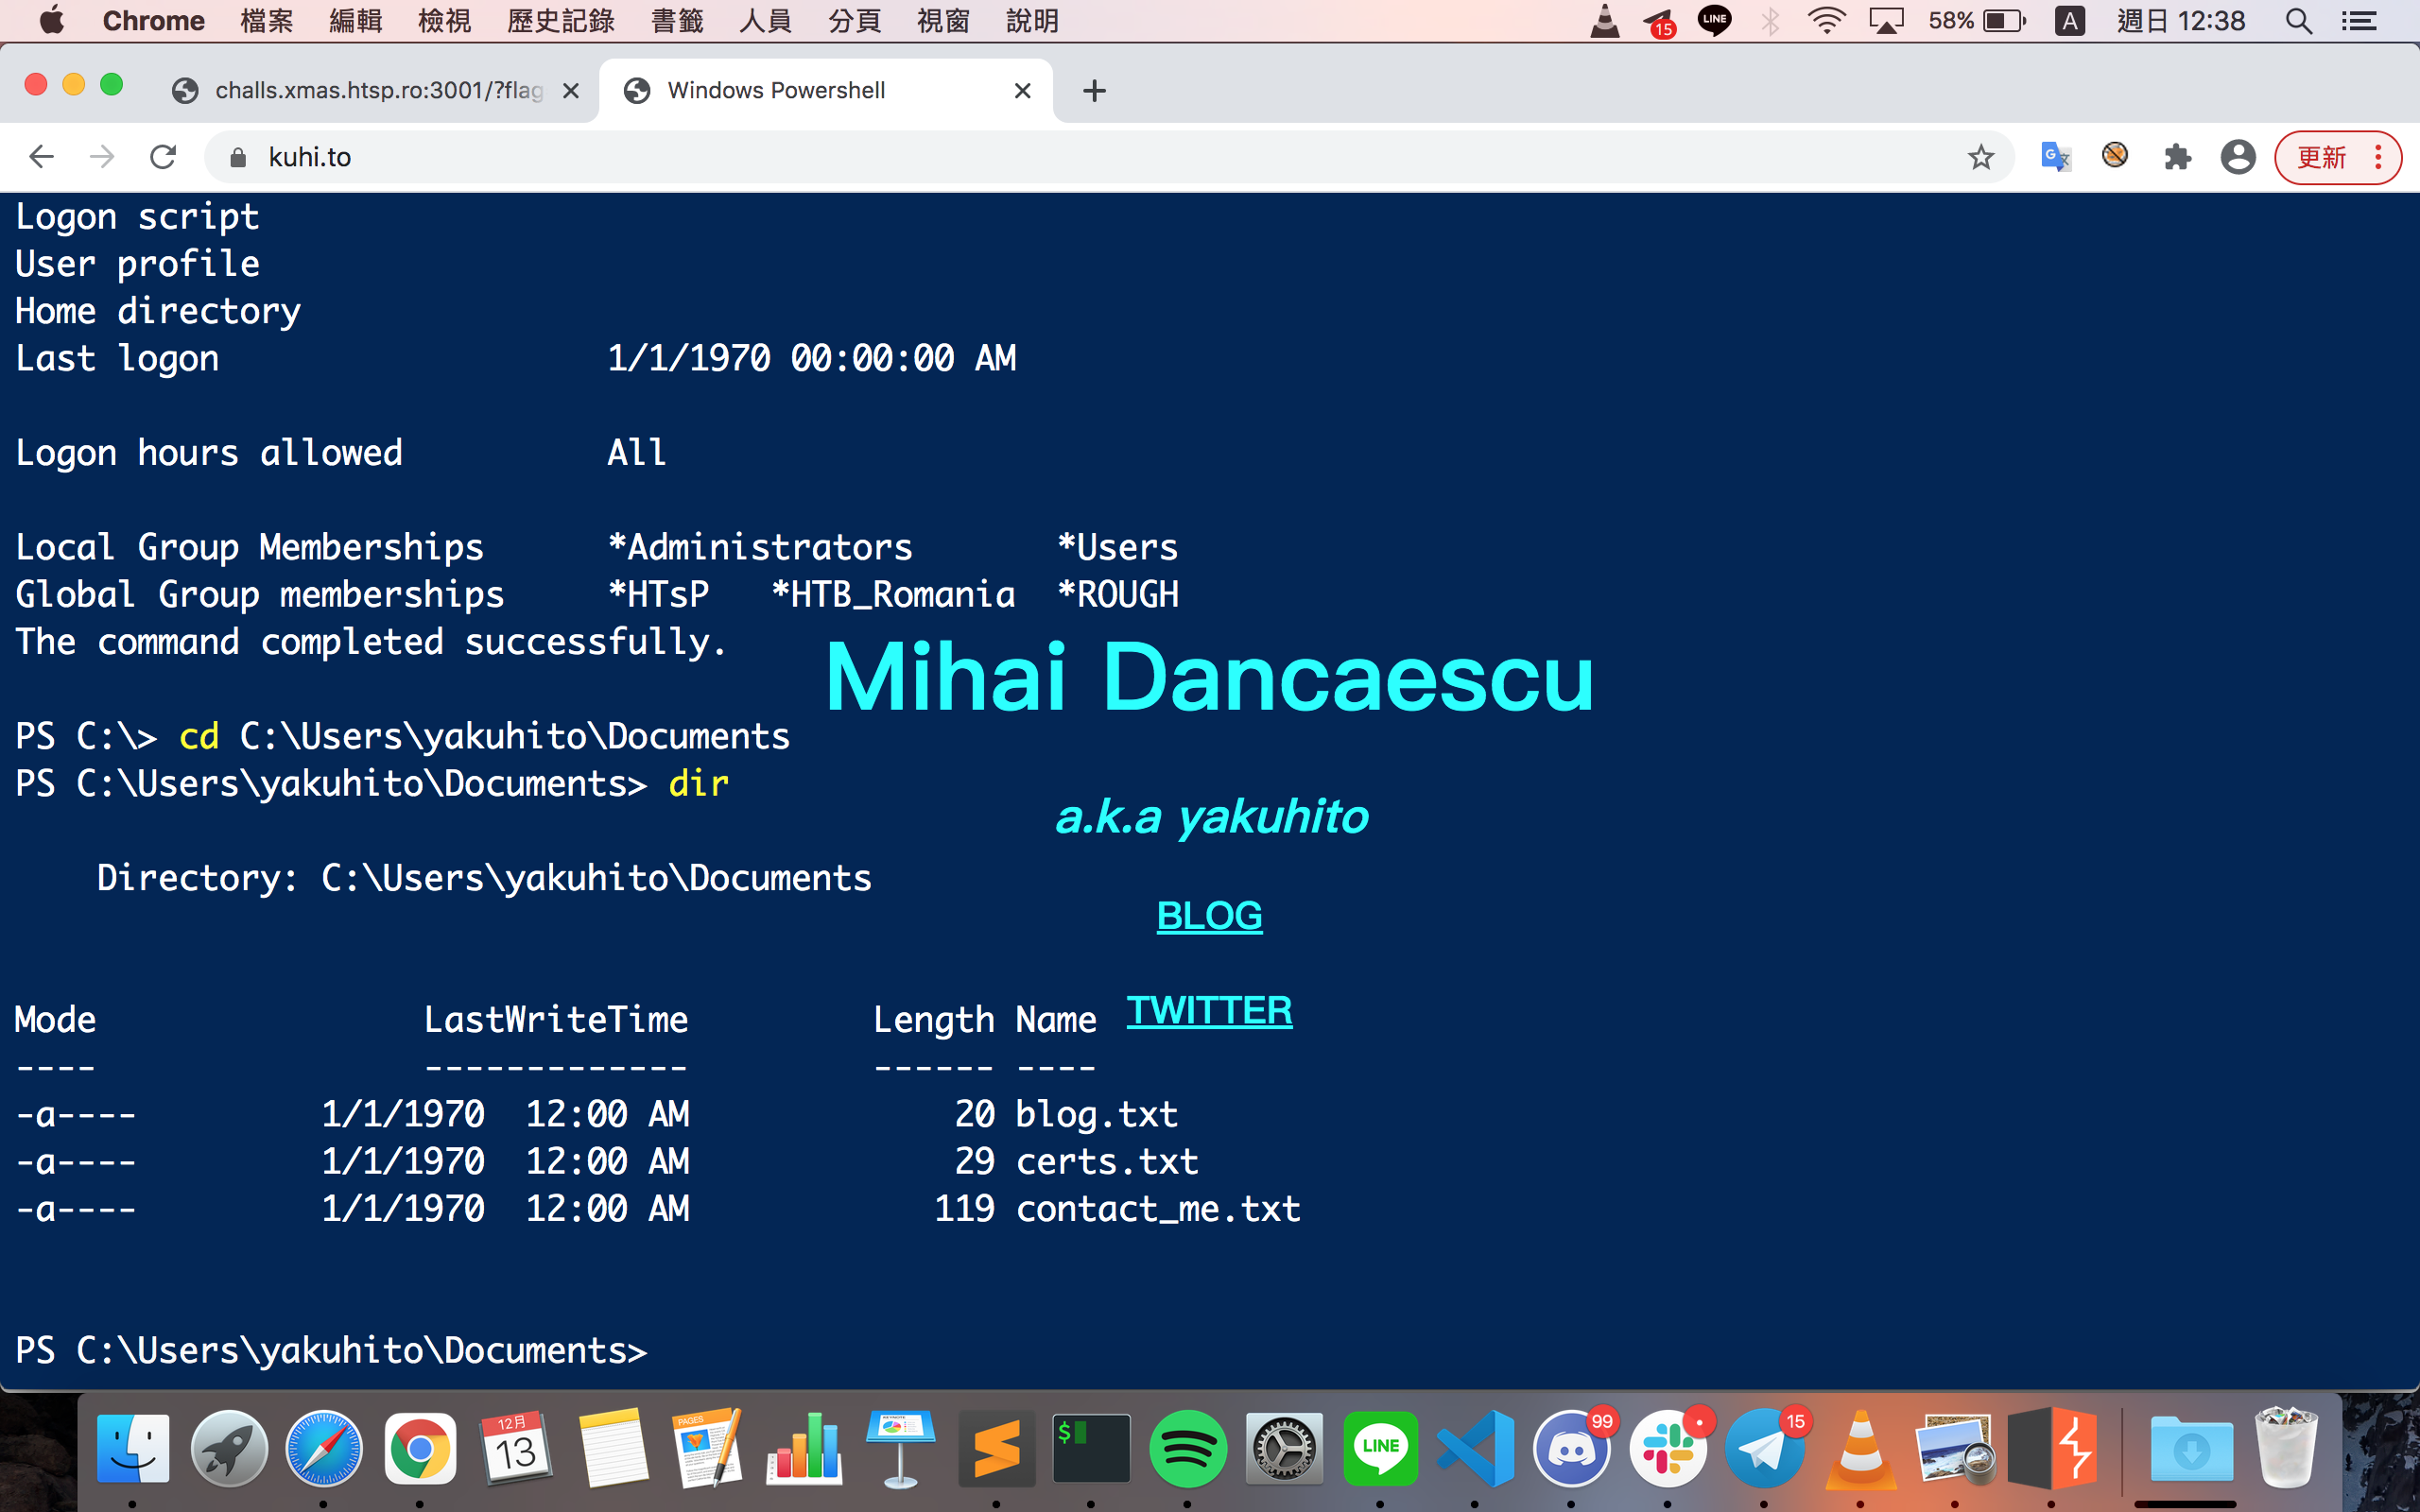 Chrome 檔案 編輯 檢視 歷史記錄 書籤 人員 分頁 視窗 說明 15 LINE 58% A 週日 12:38
challs.xmas.htsp.ro:3001/?flag Windows Powershell
kuhi.to 更新
Logon script
User profile
Home directory
Last logon 1/1/1970 00:00:00 AM
Logon hours allowed All
Local Group Memberships *Administrators *Users
Global Group memberships *HTsP *HTB_Romania *ROUGH
The command completed successfully.
Mihai Dancaescu
PS C:\> cd C:\Users\yakuhito\Documents
PS C:\Users\yakuhito\Documents> dir
a.k.a yakuhito
Directory: C:\Users\yakuhito\Documents
BLOG
TWITTER
Mode LastWriteTime Length Name
---- ------------- ------ ----
-a---- 1/1/1970 12:00 AM 20 blog.txt
-a---- 1/1/1970 12:00 AM 29 certs.txt
-a---- 1/1/1970 12:00 AM 119 contact_me.txt
PS C:\Users\yakuhito\Documents>
12月
13
PAGES
KEYNOTE
$
LINE
99
15